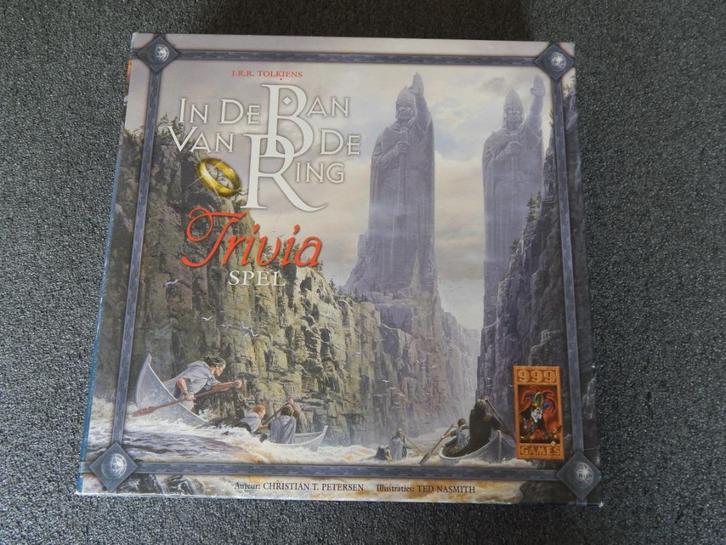 J.R.R. TOLKIENS
IN DE BAN
VAN DE
RING
Trivia
SPEL
999
GAMES
Auteur: CHRISTIAN T. PETERSEN Illustraties: TED NASMITH